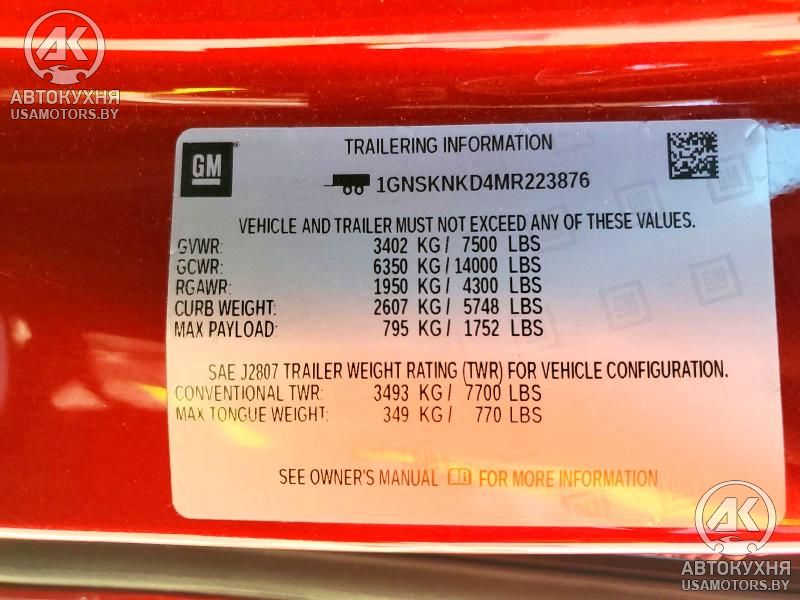 АК
АВТОКУХНЯ
USAMOTORS.BY
GM
TRAILERING INFORMATION
1GNSKNKD4MR223876
VEHICLE AND TRAILER MUST NOT EXCEED ANY OF THESE VALUES.
GVWR: 3402 KG/ 7500 LBS
GCWR: 6350 KG/14000 LBS
RGAWR: 1950 KG/ 4300 LBS
CURB WEIGHT: 2607 KG/ 5748 LBS
MAX PAYLOAD: 795 KG/ 1752 LBS
SAE J2807 TRAILER WEIGHT RATING (TWR) FOR VEHICLE CONFIGURATION.
CONVENTIONAL TWR: 3493 KG/ 7700 LBS
MAX TONGUE WEIGHT: 349 KG/ 770 LBS
SEE OWNER'S MANUAL FOR MORE INFORMATION
АК
АВТОКУХНЯ
USAMOTORS.BY